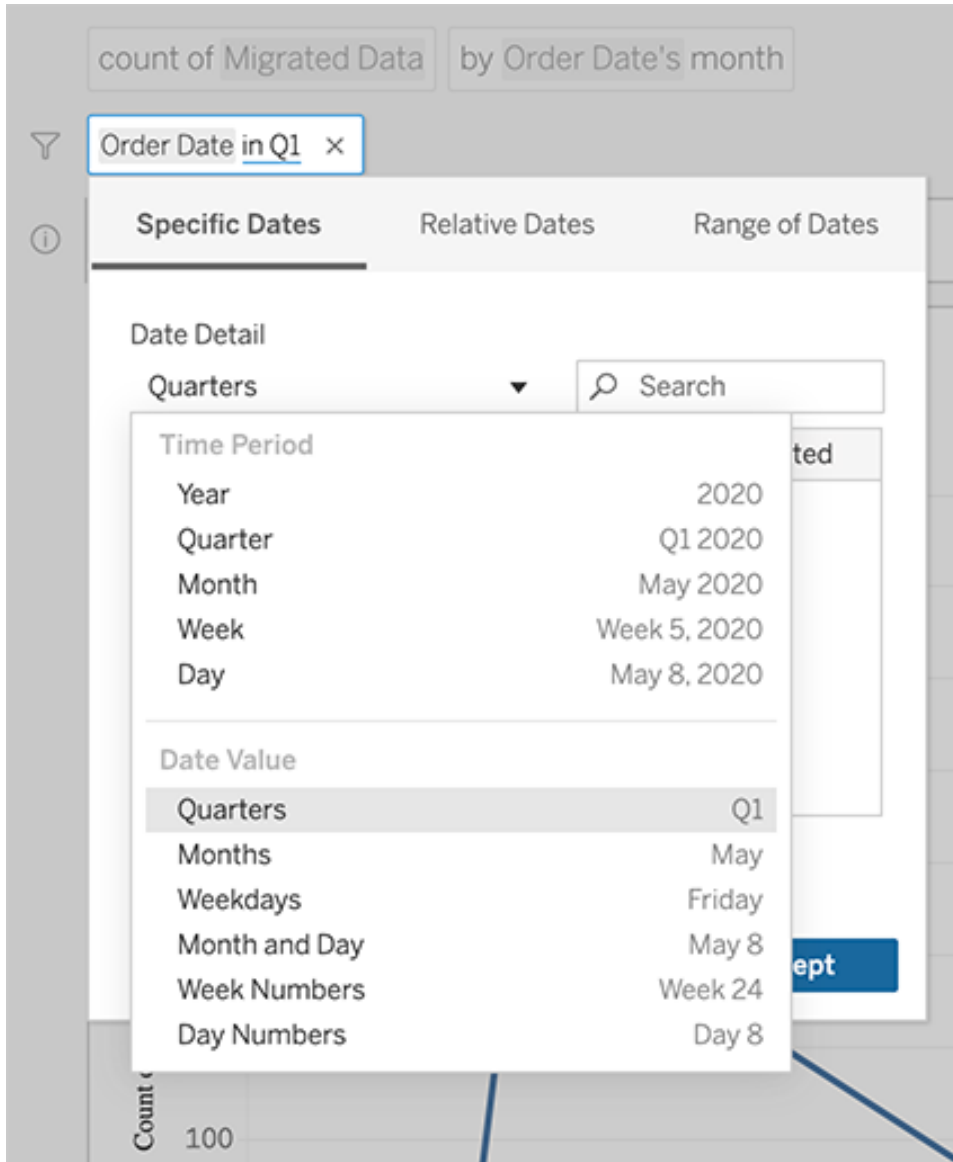 count of Migrated Data by Order Date's month
Order Date in Q1 ×
Specific Dates Relative Dates Range of Dates
Date Detail
Quarters Search
Time Period
Year 2020
Quarter Q1 2020
Month May 2020
Week Week 5, 2020
Day May 8, 2020
Date Value
Quarters Q1
Months May
Weekdays Friday
Month and Day May 8
Week Numbers Week 24
Day Numbers Day 8
Count
100